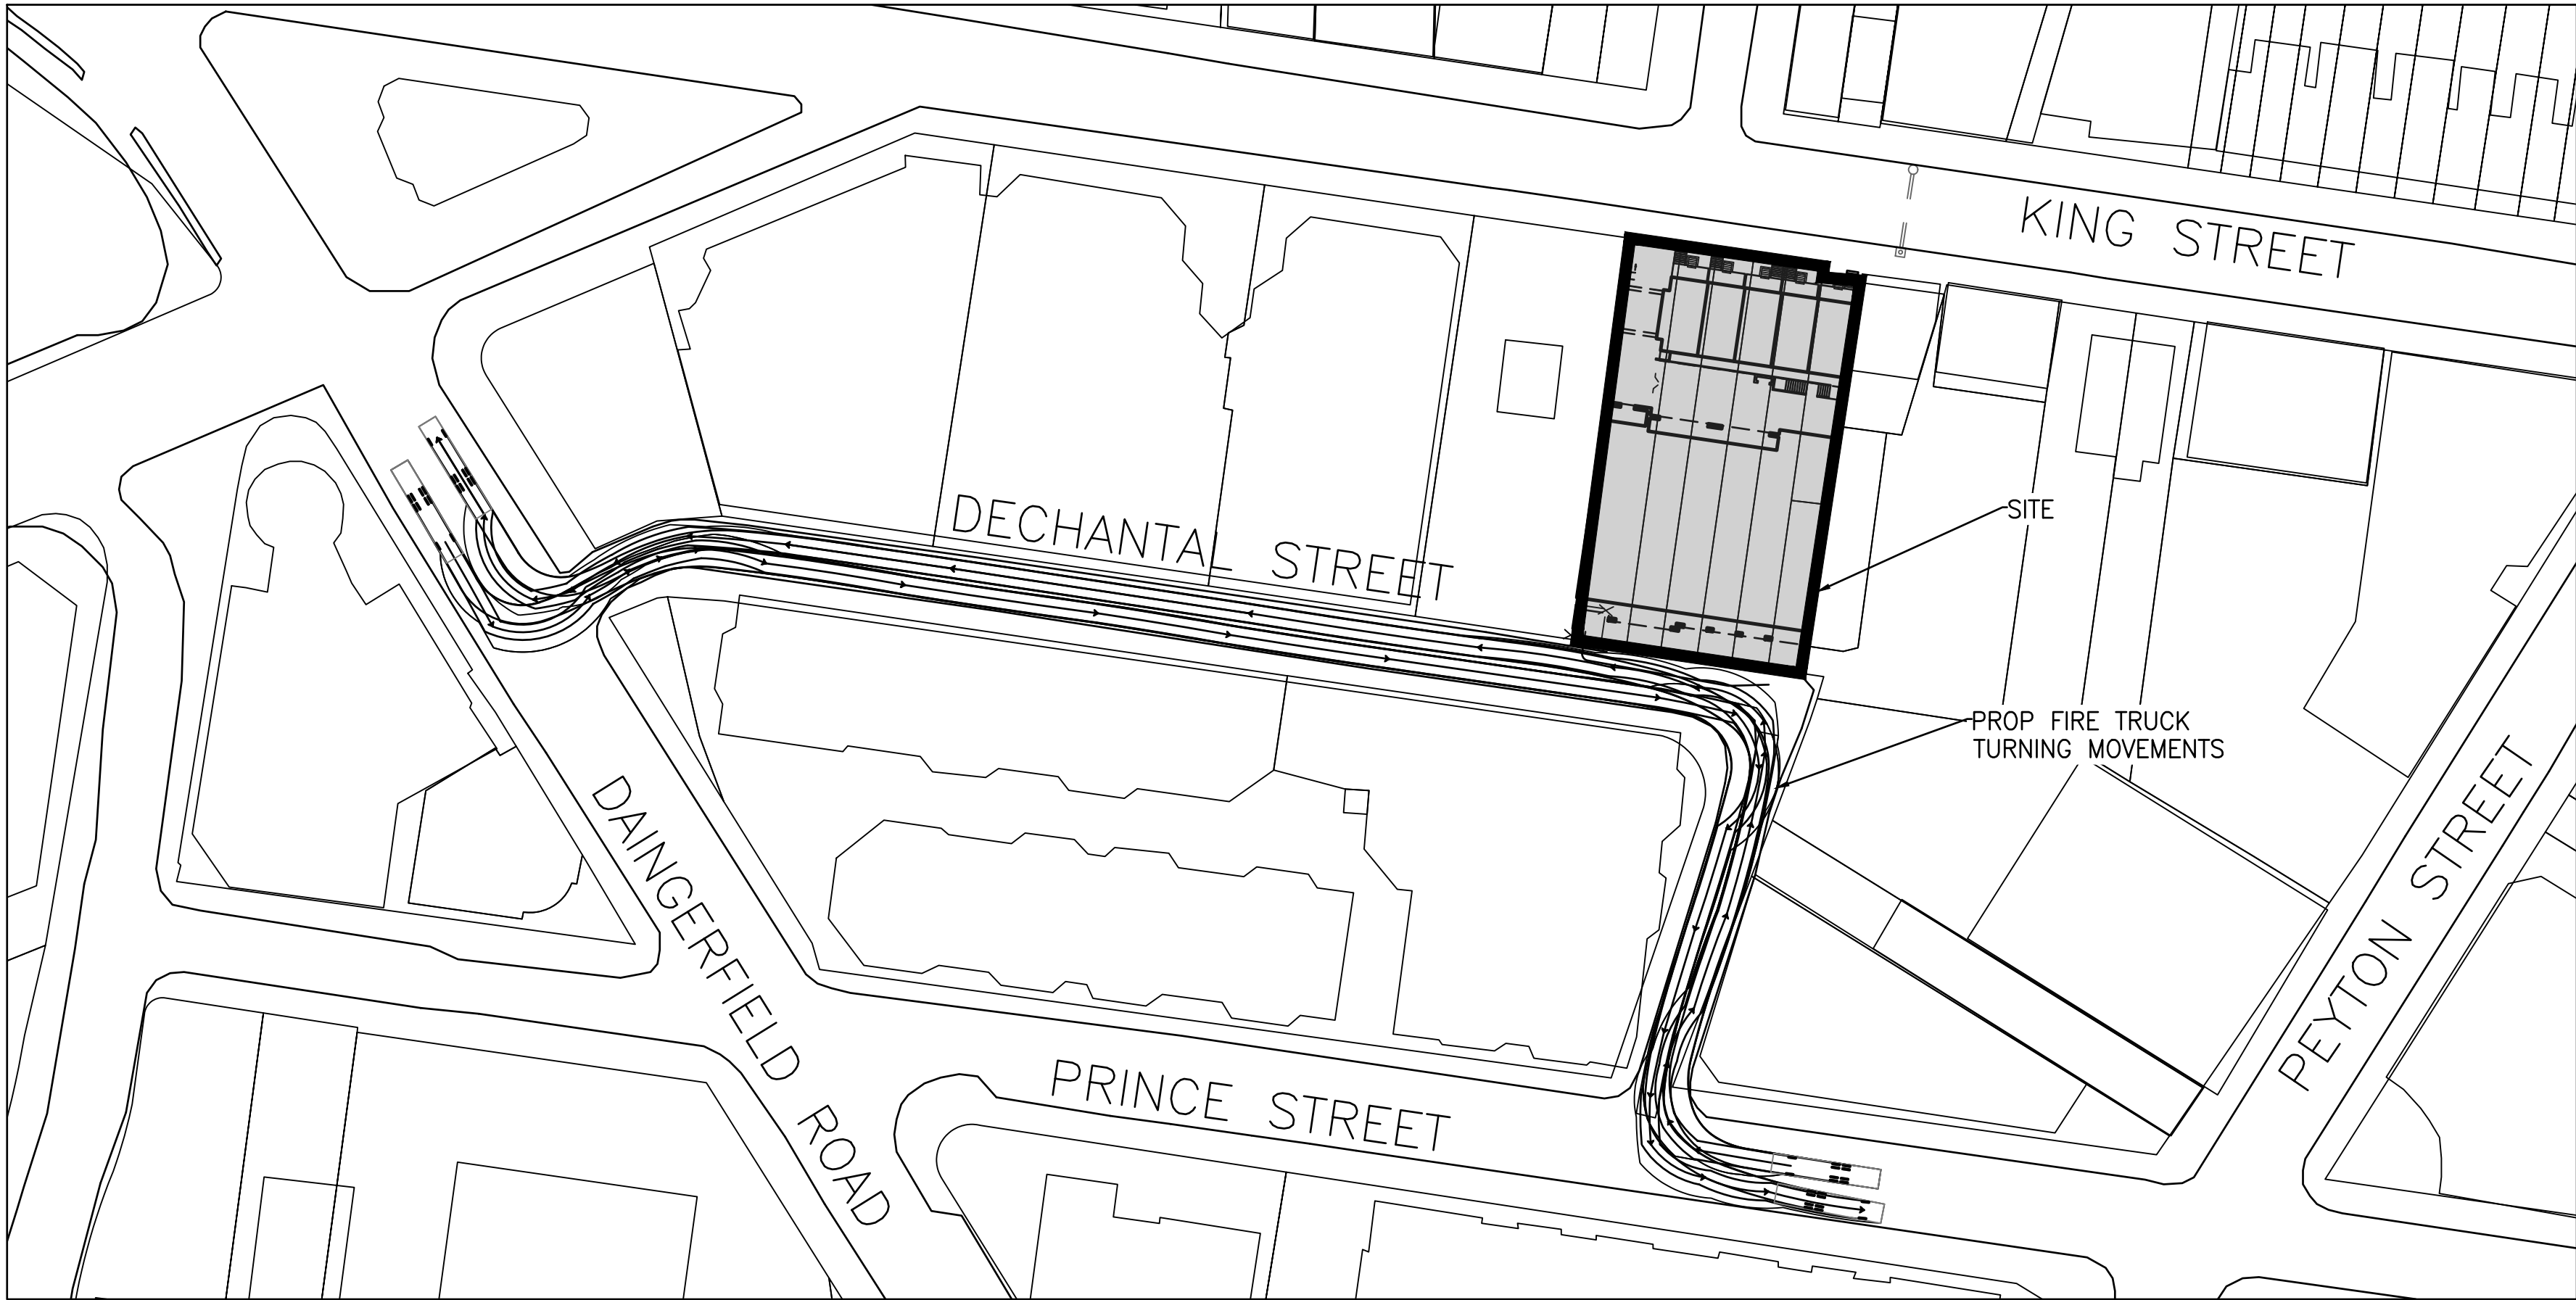 KING STREET
DECHANTAL STREET
SITE
PROP FIRE TRUCK
TURNING MOVEMENTS
DAINGERFIELD ROAD
PRINCE STREET
PEYTON STREET